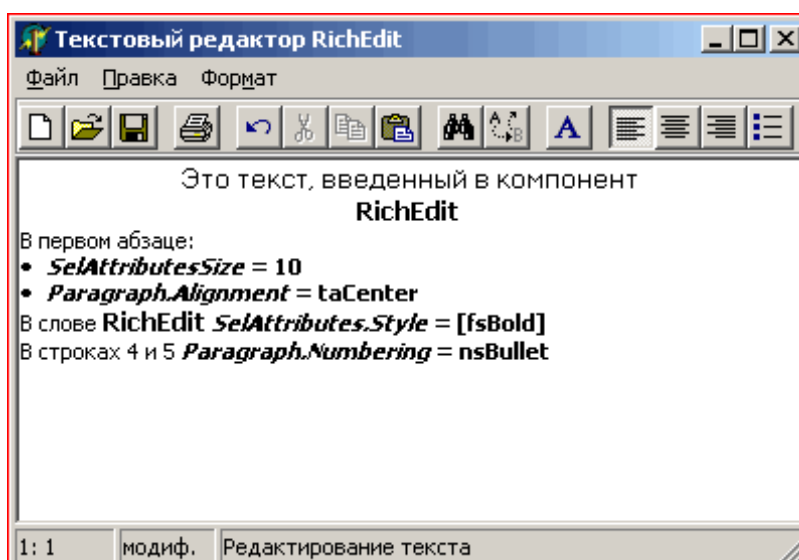 Текстовый редактор RichEdit
Файл Правка Формат
Это текст, введенный в компонент
RichEdit
В первом абзаце:
• SelAttributesSize = 10
• Paragraph.Alignment = taCenter
В слове RichEdit SelAttributes.Style = [fsBold]
В строках 4 и 5 Paragraph.Numbering = nsBullet
1: 1 модиф. Редактирование текста